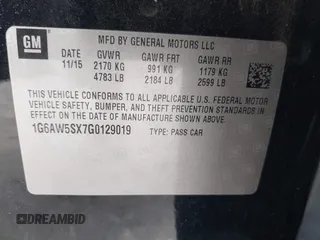 GM
MFD BY GENERAL MOTORS LLC
GVWR GAWR FRT GAWR RR
11/15 2170 KG 991 KG 1179 KG
4783 LB 2184 LB 2599 LB
THIS VEHICLE CONFORMS TO ALL APPLICABLE U.S. FEDERAL MOTOR VEHICLE
SAFETY, BUMPER, AND THEFT PREVENTION STANDARDS IN
EFFECT ON THE DATE OF MANUFACTURE SHOWN ABOVE.
1G6AW5SX7G0129019 TYPE: PASS CAR
DREAMBID